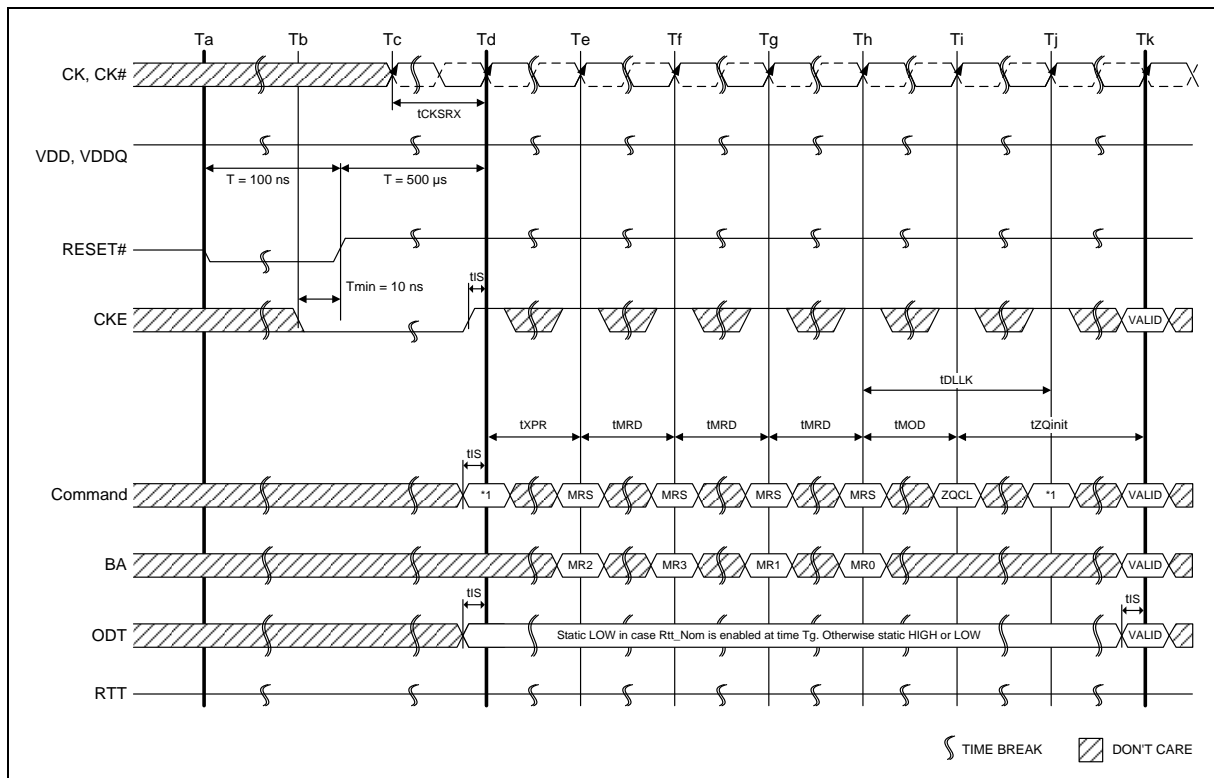 Ta Tb Tc Td Te Tf Tg Th Ti Tj Tk
CK, CK#
tCKSRX
VDD, VDDQ
T = 100 ns T = 500 µs
RESET#
Tmin = 10 ns tIS
CKE VALID
tDLLK
tXPR tMRD tMRD tMRD tMOD tZQinit
tIS
Command *1 MRS MRS MRS MRS ZQCL *1 VALID
BA MR2 MR3 MR1 MR0 VALID
tIS tIS
ODT Static LOW in case Rtt_Nom is enabled at time Tg. Otherwise static HIGH or LOW VALID
RTT
TIME BREAK DON'T CARE